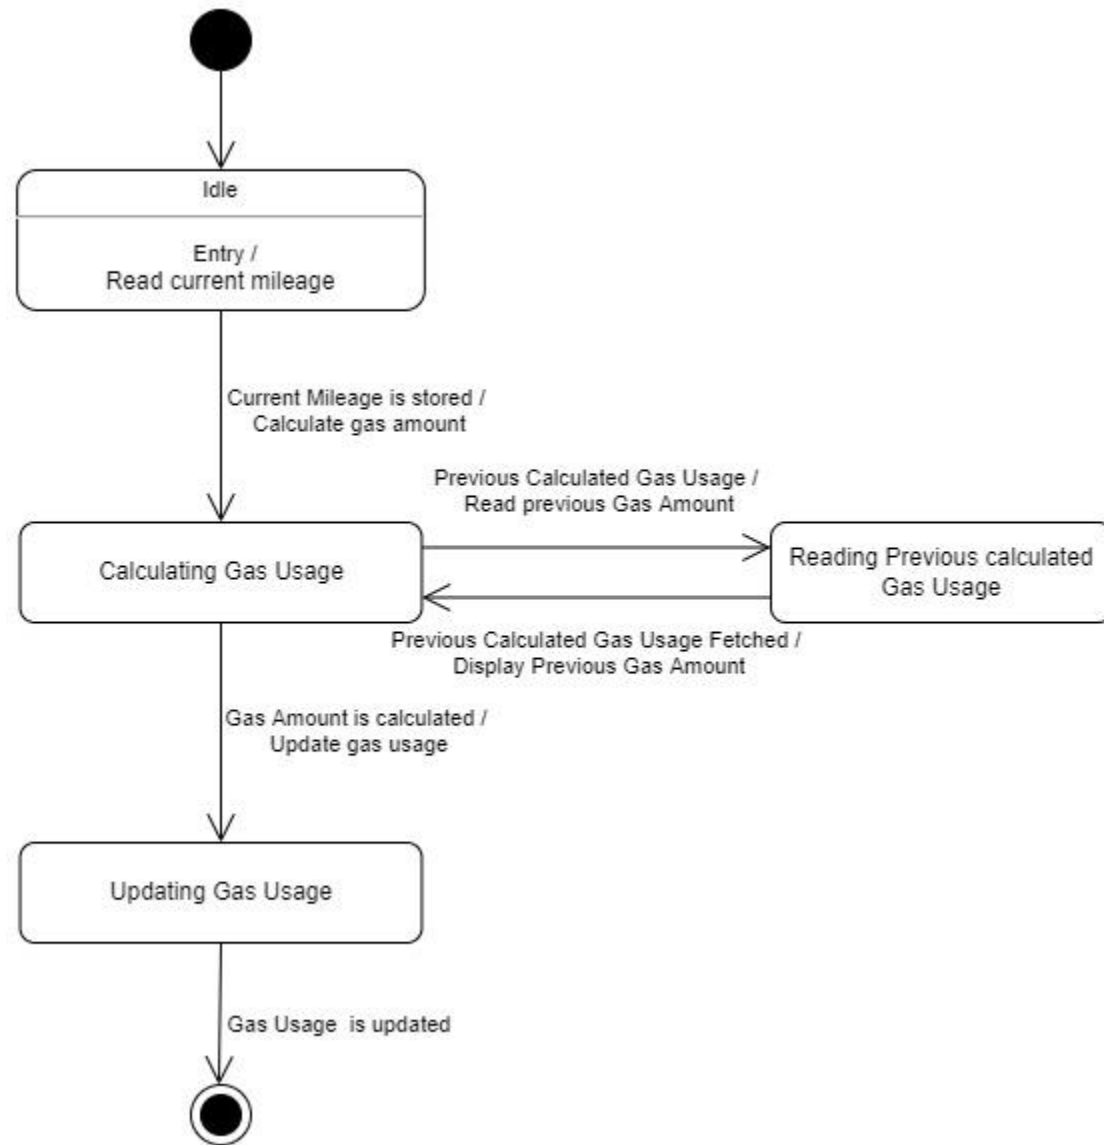 Idle
Entry /
Read current mileage
Current Mileage is stored /
Calculate gas amount
Previous Calculated Gas Usage /
Read previous Gas Amount
Calculating Gas Usage
Reading Previous calculated
Gas Usage
Previous Calculated Gas Usage Fetched /
Display Previous Gas Amount
Gas Amount is calculated /
Update gas usage
Updating Gas Usage
Gas Usage  is updated